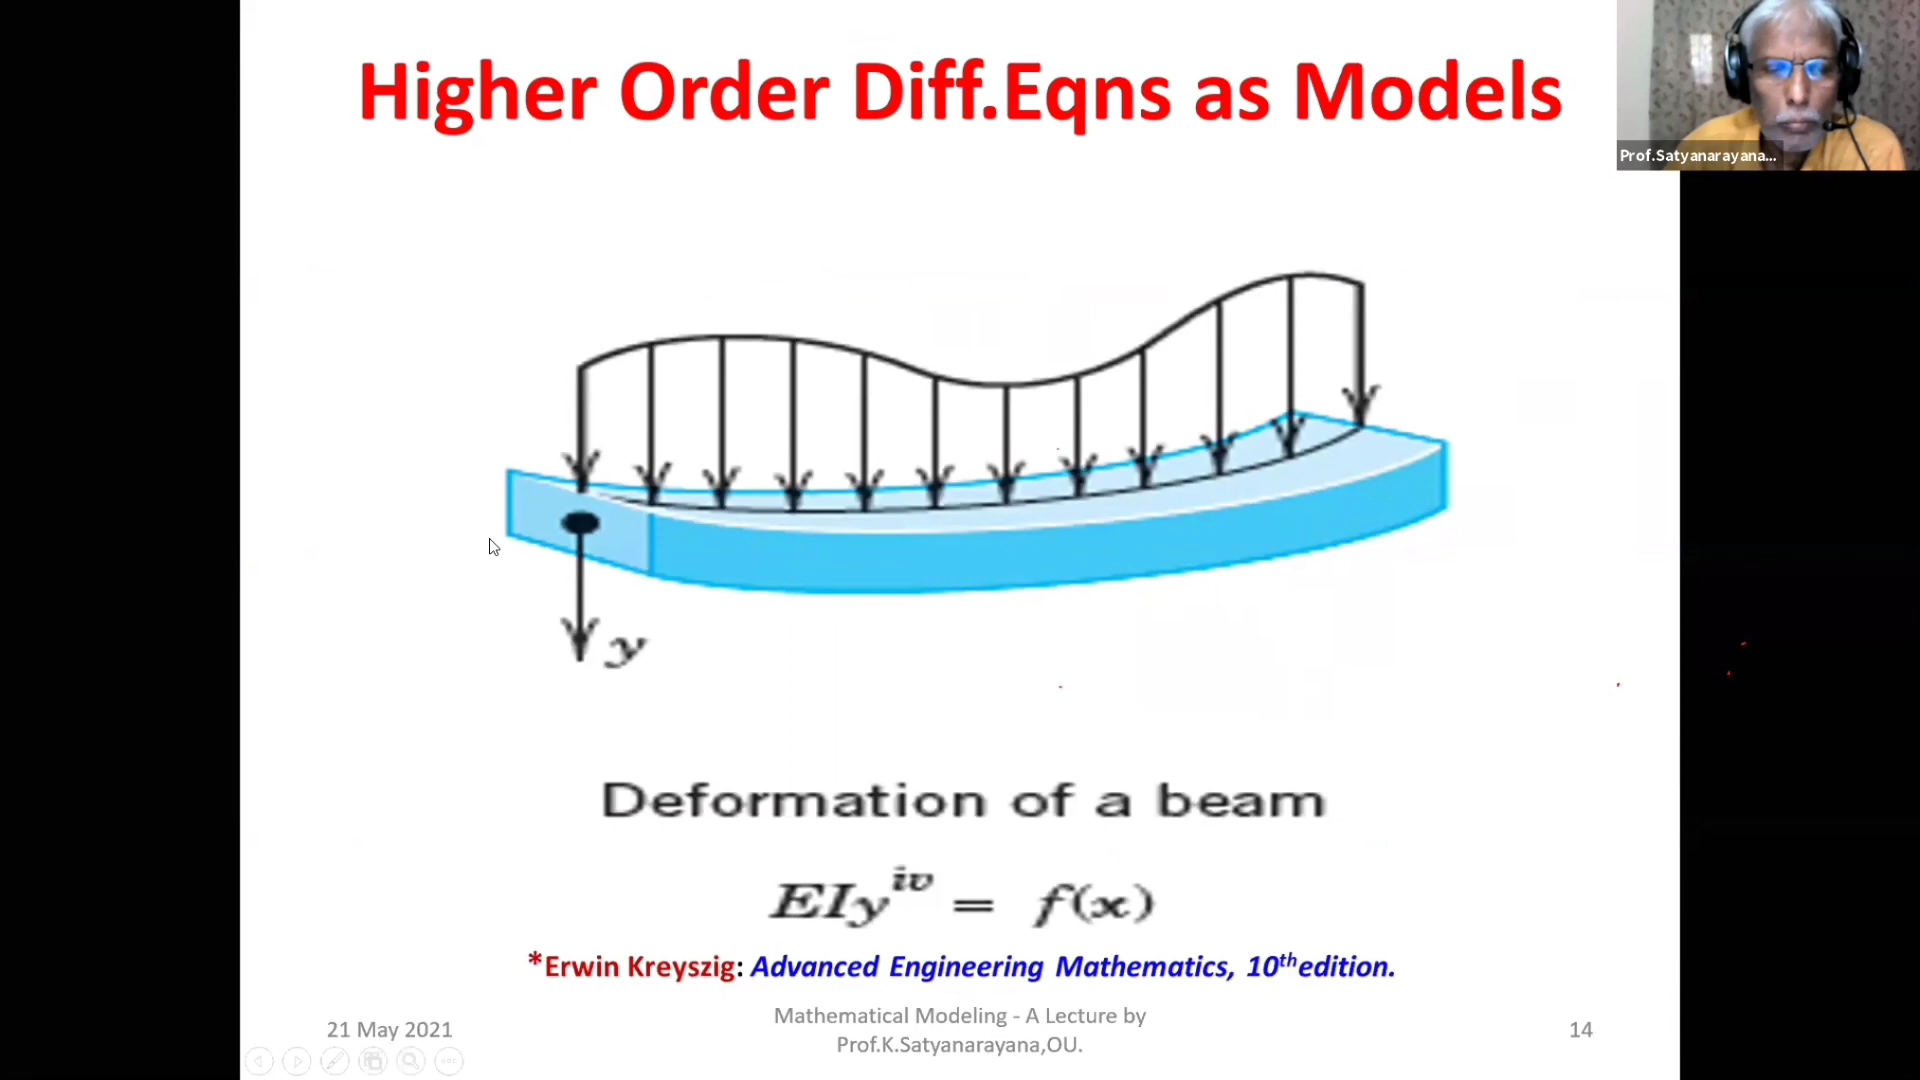 Higher Order Diff.Eqns as Models
Prof.Satyanarayana...
y
Deformation of a beam
EIy^{iv} = f(x)
*Erwin Kreyszig: Advanced Engineering Mathematics, 10th edition.
21 May 2021
Mathematical Modeling - A Lecture by
Prof.K.Satyanarayana,OU.
14